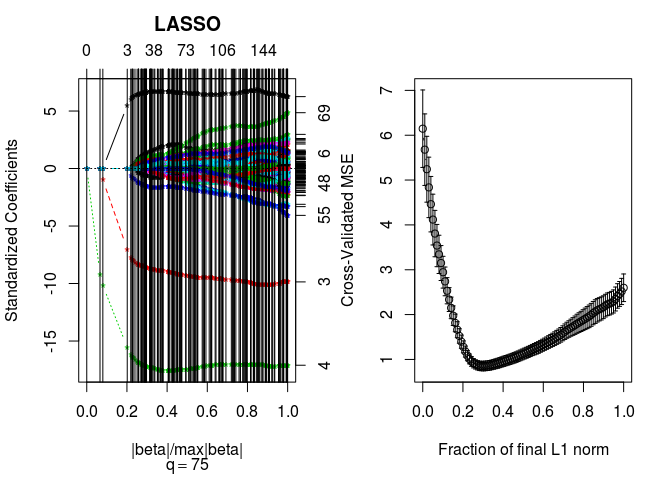 LASSO
0 3 38 73 106 144
Standardized Coefficients
5
0
-5
-10
-15
69
6
48
55
3
4
0.0 0.2 0.4 0.6 0.8 1.0
|beta|/max|beta|
q = 75
Cross-Validated MSE
7
6
5
4
3
2
1
0.0 0.2 0.4 0.6 0.8 1.0
Fraction of final L1 norm